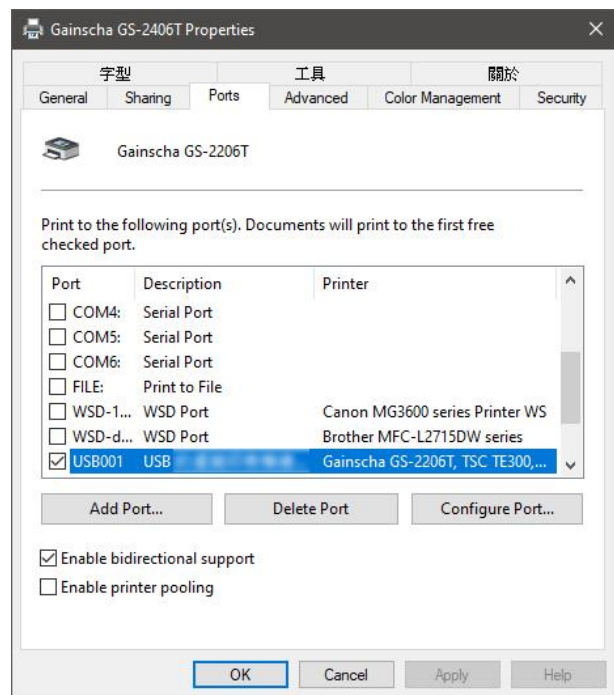 Gainscha GS-2406T Properties
字型 工具 關於
General Sharing Ports Advanced Color Management Security
Gainscha GS-2206T
Print to the following port(s). Documents will print to the first free
checked port.
Port Description Printer
COM4: Serial Port
COM5: Serial Port
COM6: Serial Port
FILE: Print to File
WSD-1... WSD Port Canon MG3600 series Printer WS
WSD-d... WSD Port Brother MFC-L2715DW series
USB001 USB Gainscha GS-2206T, TSC TE300,...
Add Port... Delete Port Configure Port...
Enable bidirectional support
Enable printer pooling
OK Cancel Apply Help